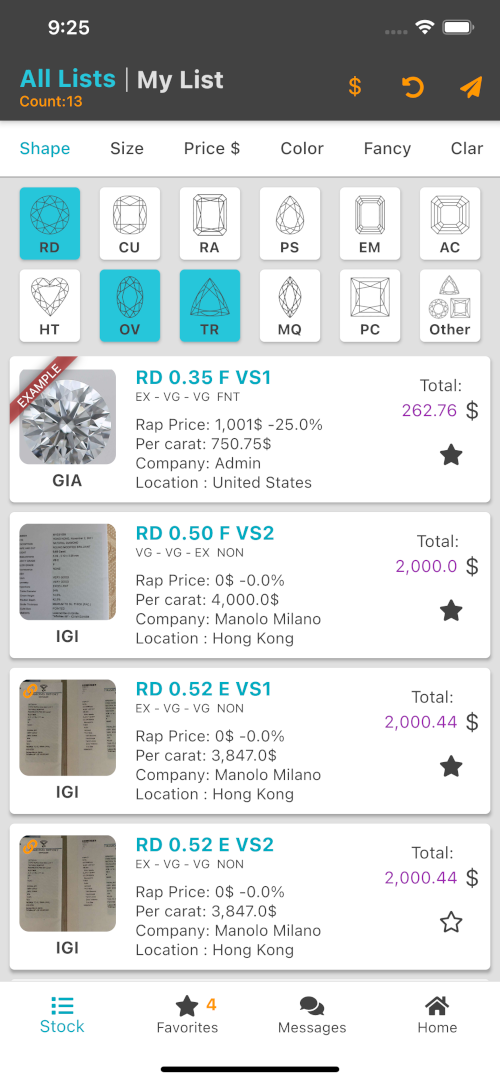 9:25
All Lists | My List
Count:13
$
Shape Size Price $ Color Fancy Clar
RD CU RA PS EM AC
HT OV TR MQ PC Other
EXAMPLE
GIA
RD 0.35 F VS1
EX - VG - VG FNT
Rap Price: 1,001$ -25.0%
Per carat: 750.75$
Company: Admin
Location : United States
Total:
262.76 $
IGI
RD 0.50 F VS2
VG - VG - EX NON
Rap Price: 0$ -0.0%
Per carat: 4,000.0$
Company: Manolo Milano
Location : Hong Kong
Total:
2,000.0 $
IGI
RD 0.52 E VS1
EX - VG - VG NON
Rap Price: 0$ -0.0%
Per carat: 3,847.0$
Company: Manolo Milano
Location : Hong Kong
Total:
2,000.44 $
IGI
RD 0.52 E VS2
EX - VG - VG NON
Rap Price: 0$ -0.0%
Per carat: 3,847.0$
Company: Manolo Milano
Location : Hong Kong
Total:
2,000.44 $
4
Stock Favorites Messages Home